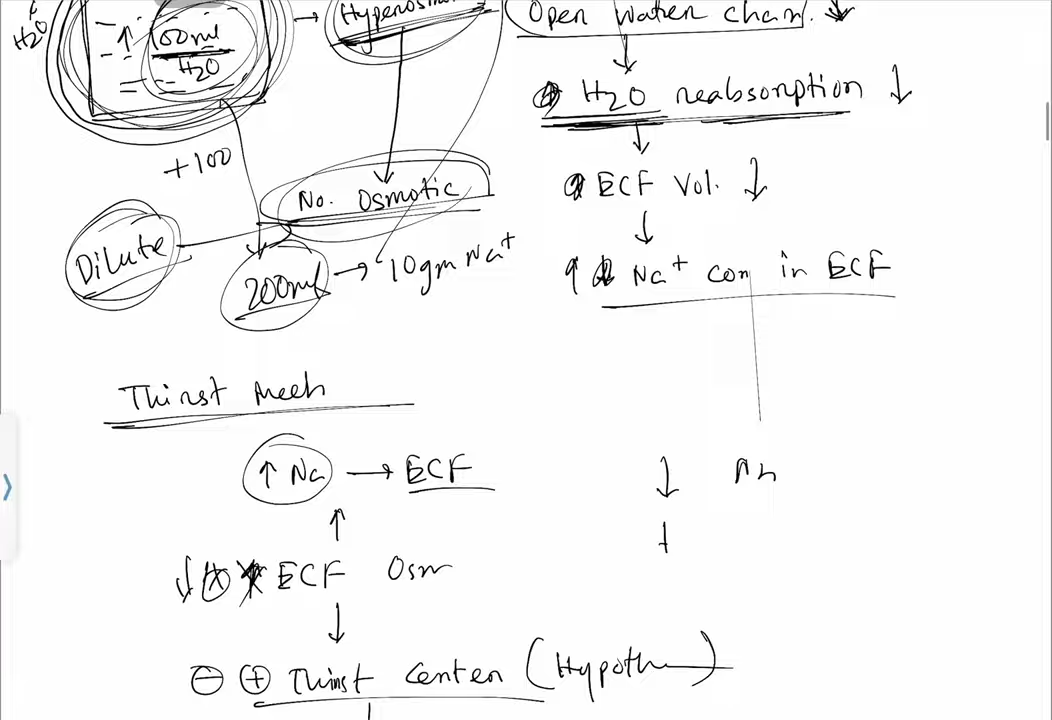 H2O
↑ 100ml
H2O
→ Hyperosmo
+100
No. Osmotic
Dilute
200ml → 10gm Na+
Open Water chan. ↓
H2O reabsorption ↓
ECF Vol. ↓
↑ Na+ con in ECF
Thirst Mech
↑ Na → ECF
↑
↓ ECF Osm
↓
⊖ ⊕ Thirst center (Hypoth)